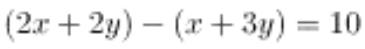 (2x + 2y) − (x + 3y) = 10